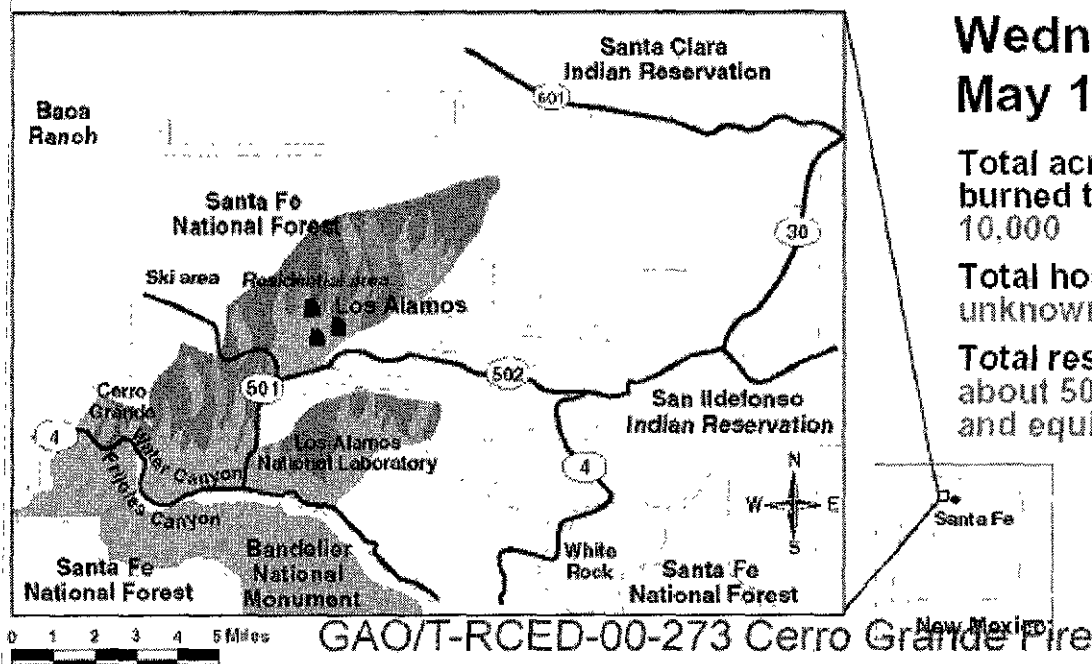 Santa Clara
Indian Reservation
Baca
Ranch
601
Santa Fe
National Forest
30
Ski area
Residential area
Los Alamos
501
502
Cerro
Grande
4
Water Canyon
Frijoles Canyon
Los Alamos
National Laboratory
San Ildefonso
Indian Reservation
4
N
W
E
S
Santa Fe
National Forest
Bandelier
National
Monument
White
Rock
Santa Fe
National Forest
0 1 2 3 4 5 Miles
Wedn
May 1
Total acr
burned t
10,000
Total ho
unknown
Total res
about 50
and equi
Santa Fe
New Mexico
GAO/T-RCED-00-273 Cerro Grande Fire